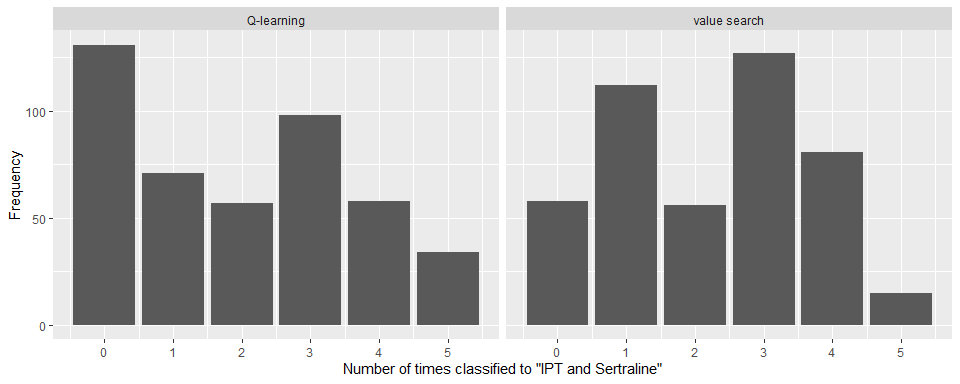 Q-learning value search
Frequency
100
50
0
0 1 2 3 4 5 0 1 2 3 4 5
Number of times classified to "IPT and Sertraline"